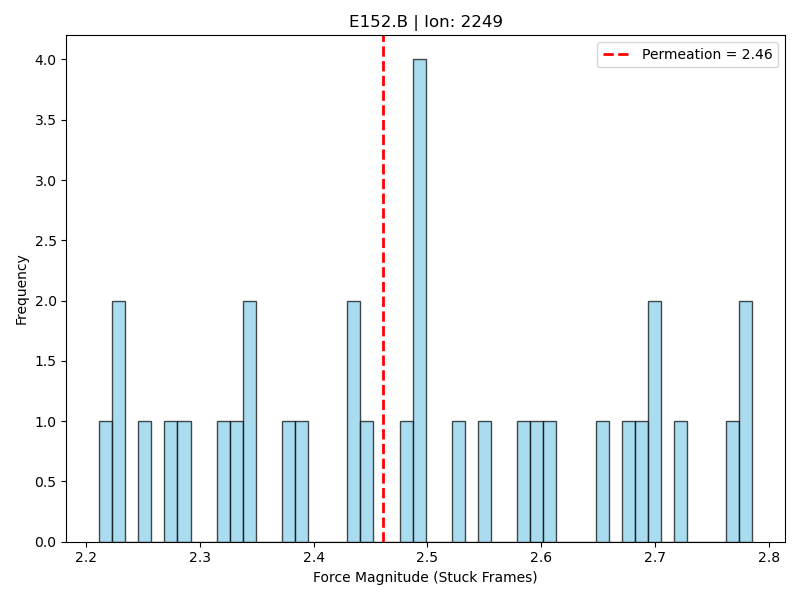 E152.B | Ion: 2249
Permeation = 2.46
4.0
3.5
3.0
2.5
2.0
1.5
1.0
0.5
0.0
Frequency
2.2 2.3 2.4 2.5 2.6 2.7 2.8
Force Magnitude (Stuck Frames)